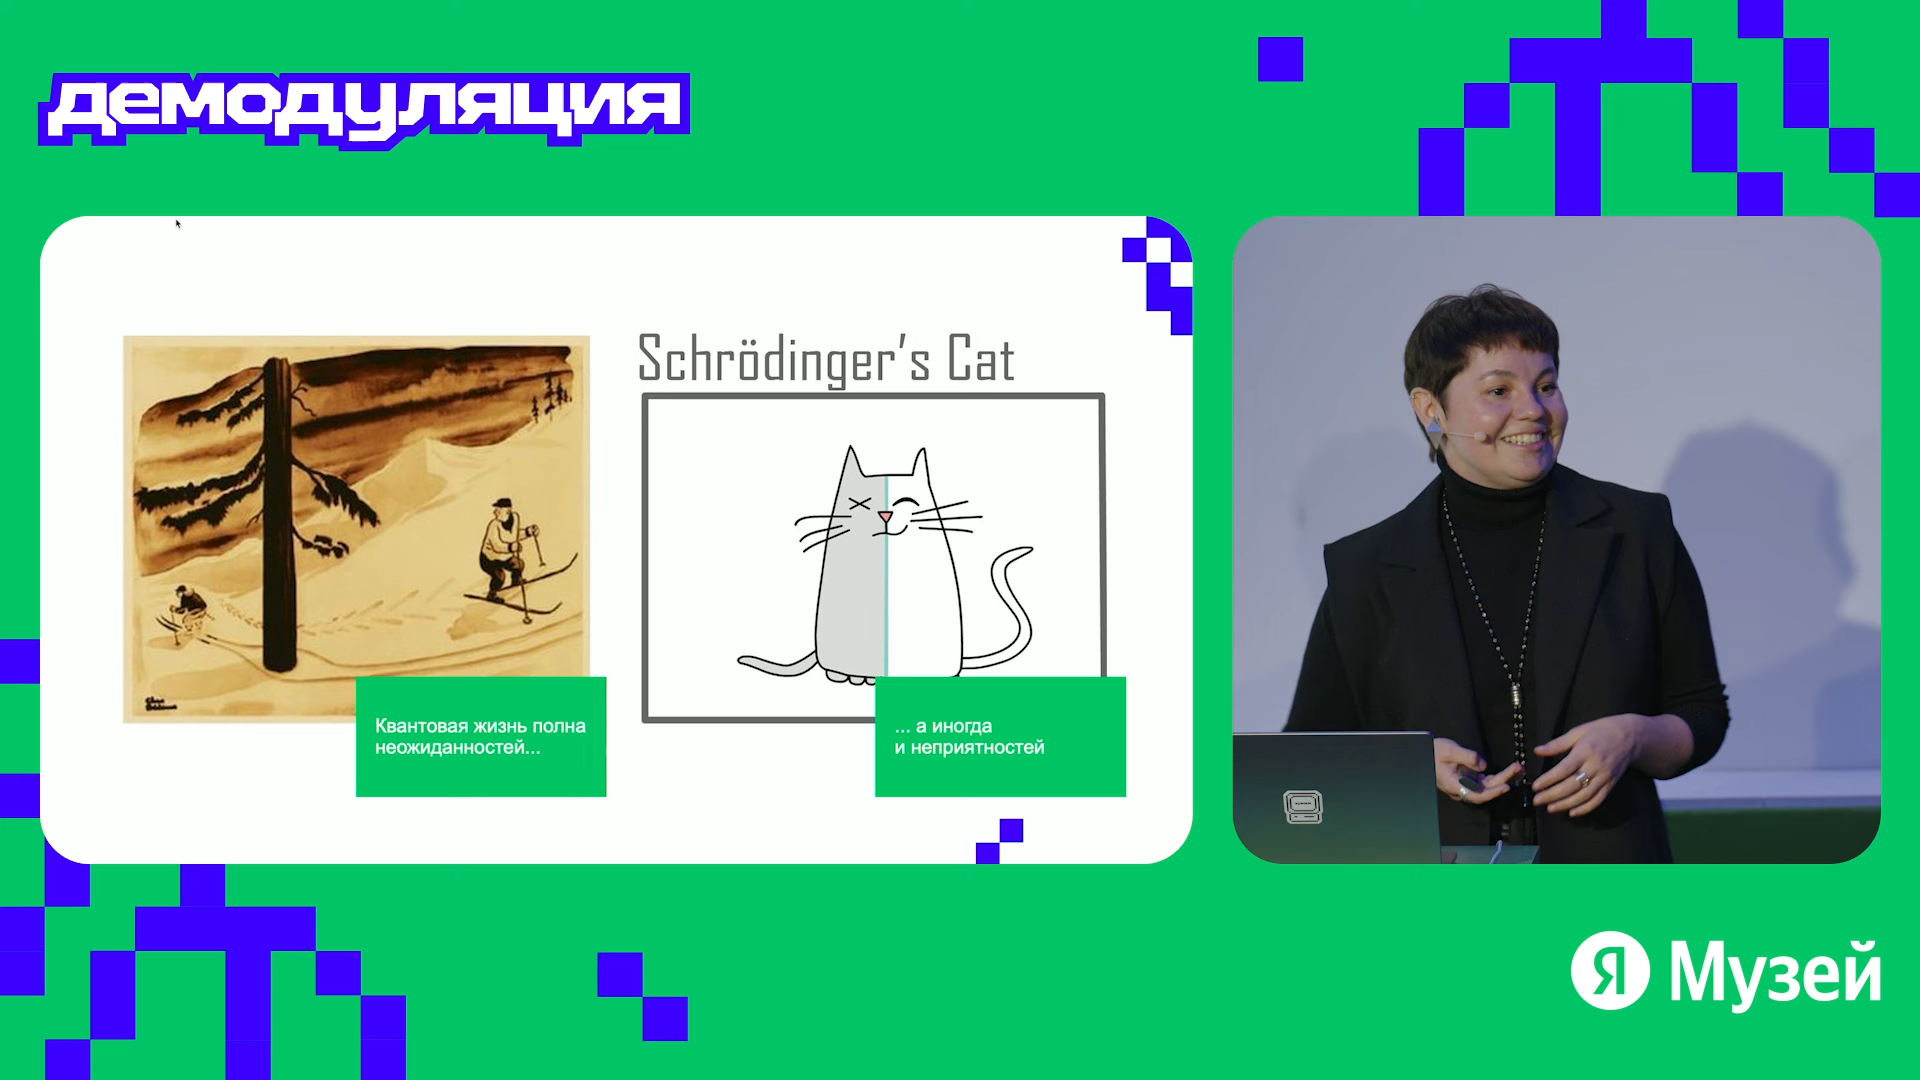 демодуляция
Schrödinger's Cat
Квантовая жизнь полна
неожиданностей...
... а иногда
и неприятностей
Я Музей